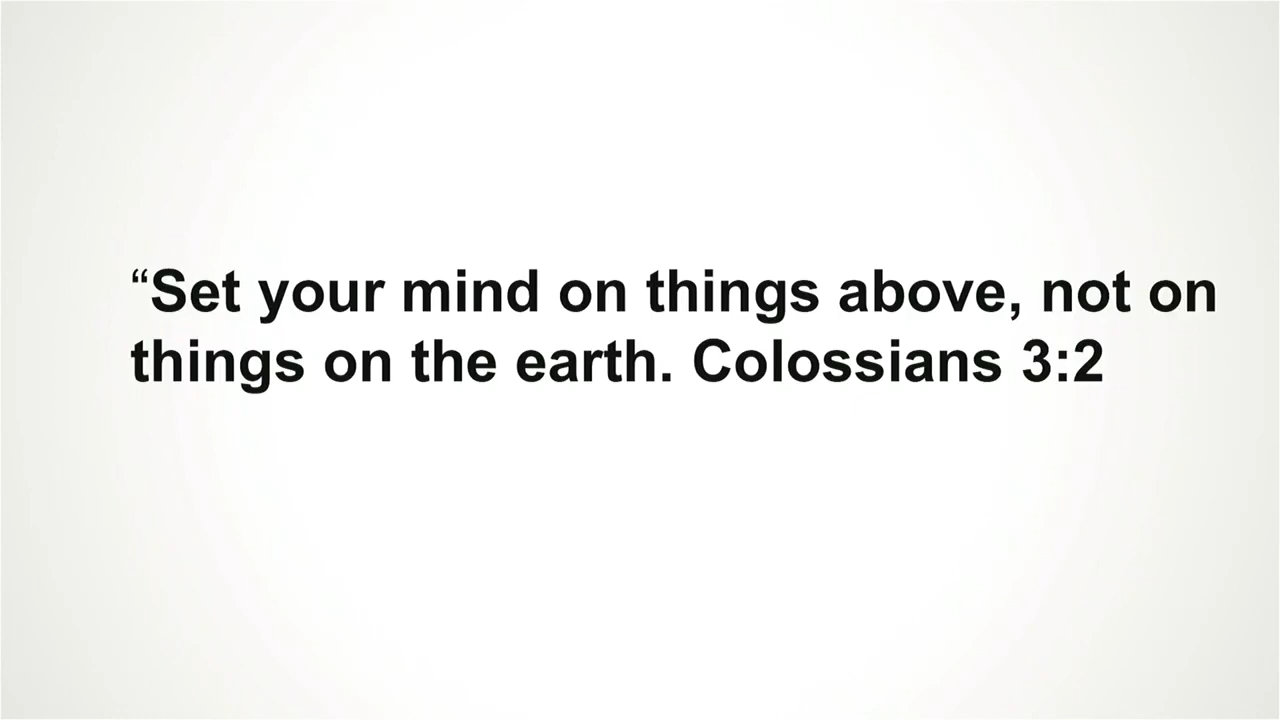 “Set your mind on things above, not on
things on the earth. Colossians 3:2